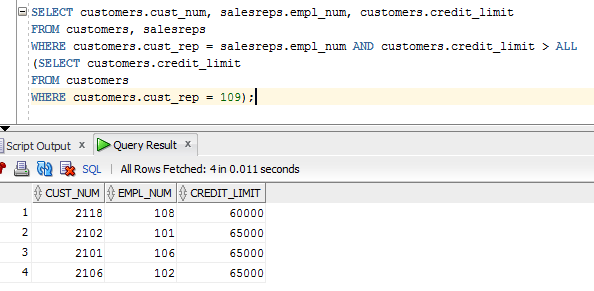 SELECT customers.cust_num, salesreps.empl_num, customers.credit_limit
FROM customers, salesreps
WHERE customers.cust_rep = salesreps.empl_num AND customers.credit_limit > ALL
(SELECT customers.credit_limit
FROM customers
WHERE customers.cust_rep = 109);
Script Output x Query Result x
SQL | All Rows Fetched: 4 in 0.011 seconds
CUST_NUM EMPL_NUM CREDIT_LIMIT
1 2118 108 60000
2 2102 101 65000
3 2101 106 65000
4 2106 102 65000